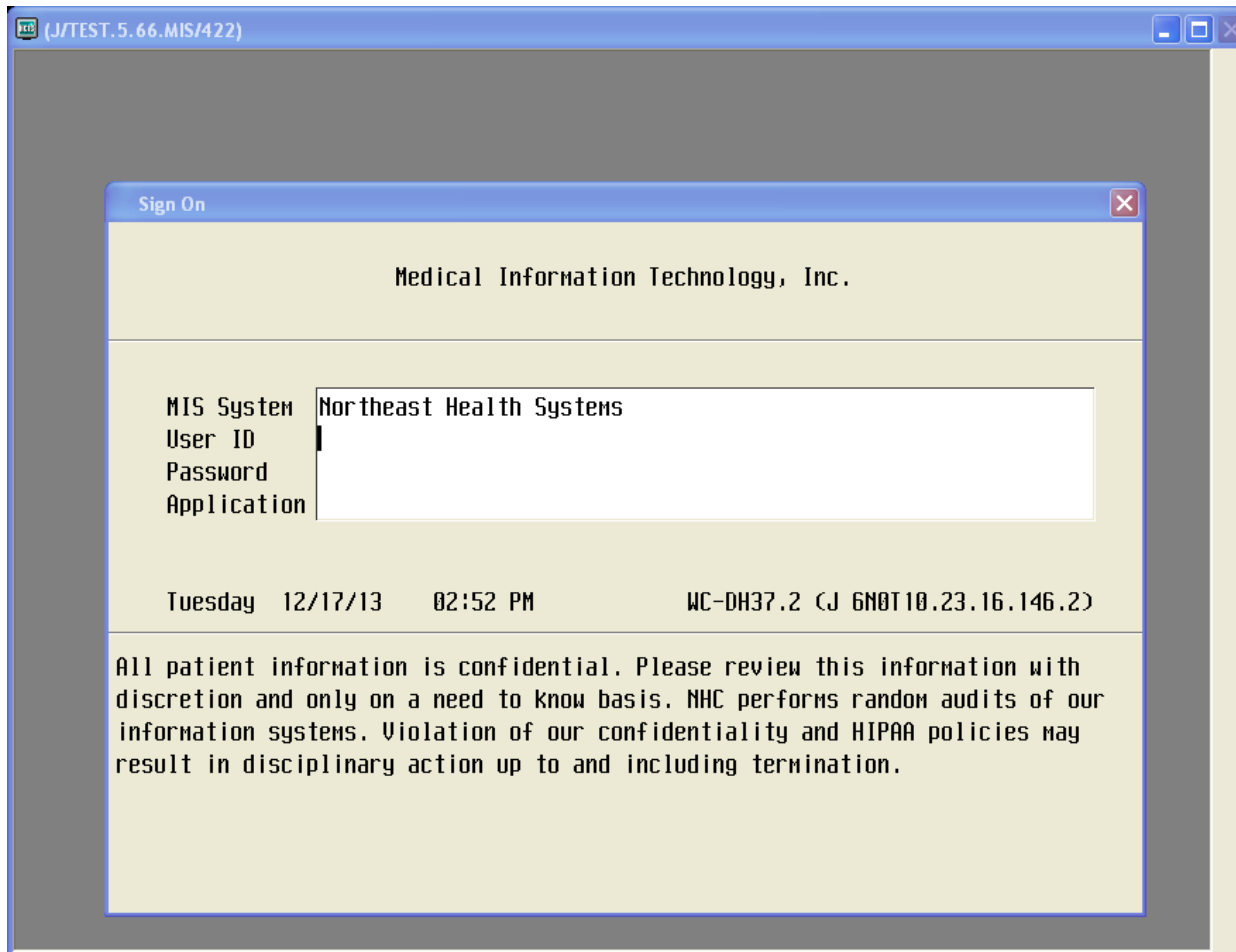 (J/TEST.5.66.MIS/422)
Sign On
Medical Information Technology, Inc.
MIS System Northeast Health Systems
User ID
Password
Application
Tuesday 12/17/13 02:52 PM WC-DH37.2 (J 6N0T10.23.16.146.2)
All patient information is confidential. Please review this information with
discretion and only on a need to know basis. NHC performs random audits of our
information systems. Violation of our confidentiality and HIPAA policies may
result in disciplinary action up to and including termination.